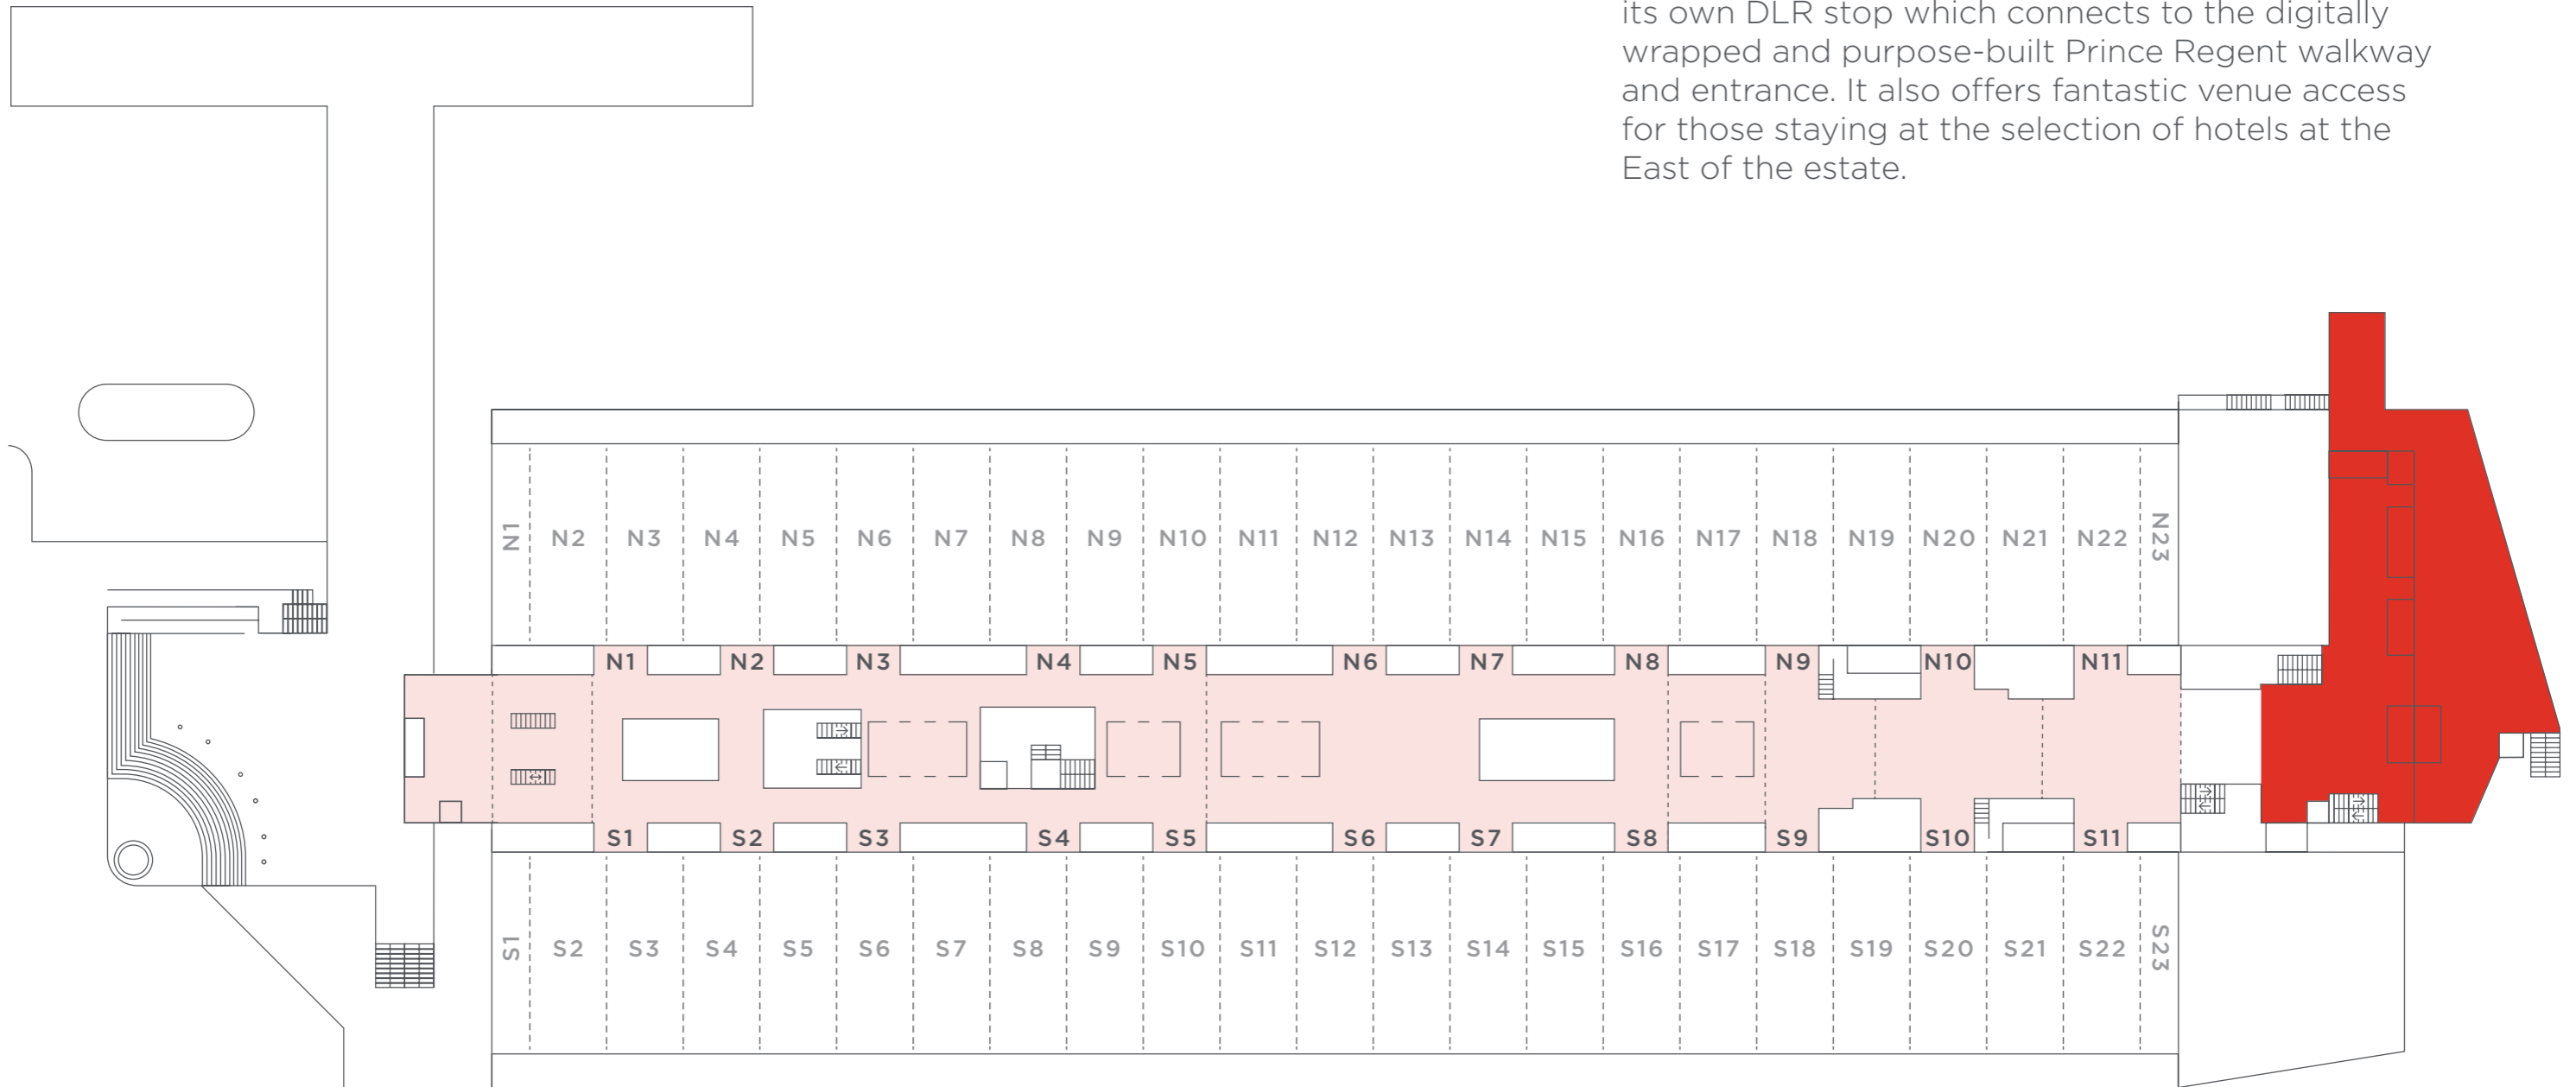 its own DLR stop which connects to the digitally
wrapped and purpose-built Prince Regent walkway
and entrance. It also offers fantastic venue access
for those staying at the selection of hotels at the
East of the estate.
N1 N2 N3 N4 N5 N6 N7 N8 N9 N10 N11 N12 N13 N14 N15 N16 N17 N18 N19 N20 N21 N22 N23
N1 N2 N3 N4 N5 N6 N7 N8 N9 N10 N11
S1 S2 S3 S4 S5 S6 S7 S8 S9 S10 S11
S1 S2 S3 S4 S5 S6 S7 S8 S9 S10 S11 S12 S13 S14 S15 S16 S17 S18 S19 S20 S21 S22 S23